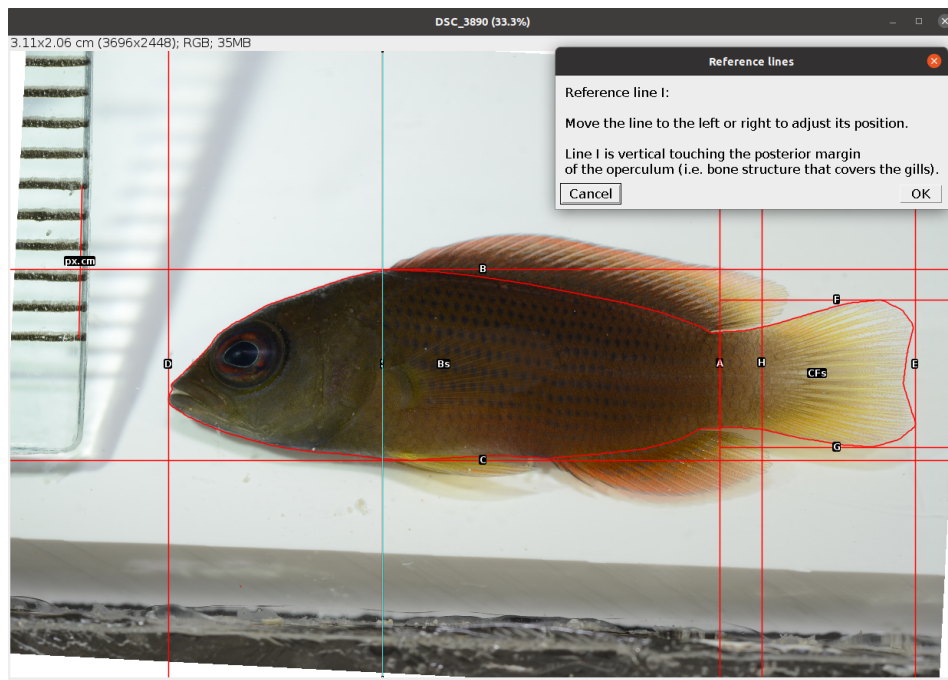 DSC_3890 (33.3%)
3.11x2.06 cm (3696x2448); RGB; 35MB
Reference lines
Reference line I:
Move the line to the left or right to adjust its position.
Line I is vertical touching the posterior margin
of the operculum (i.e. bone structure that covers the gills).
Cancel
OK
px.cm
B
F
D
Bs
A
H
CFs
E
G
C